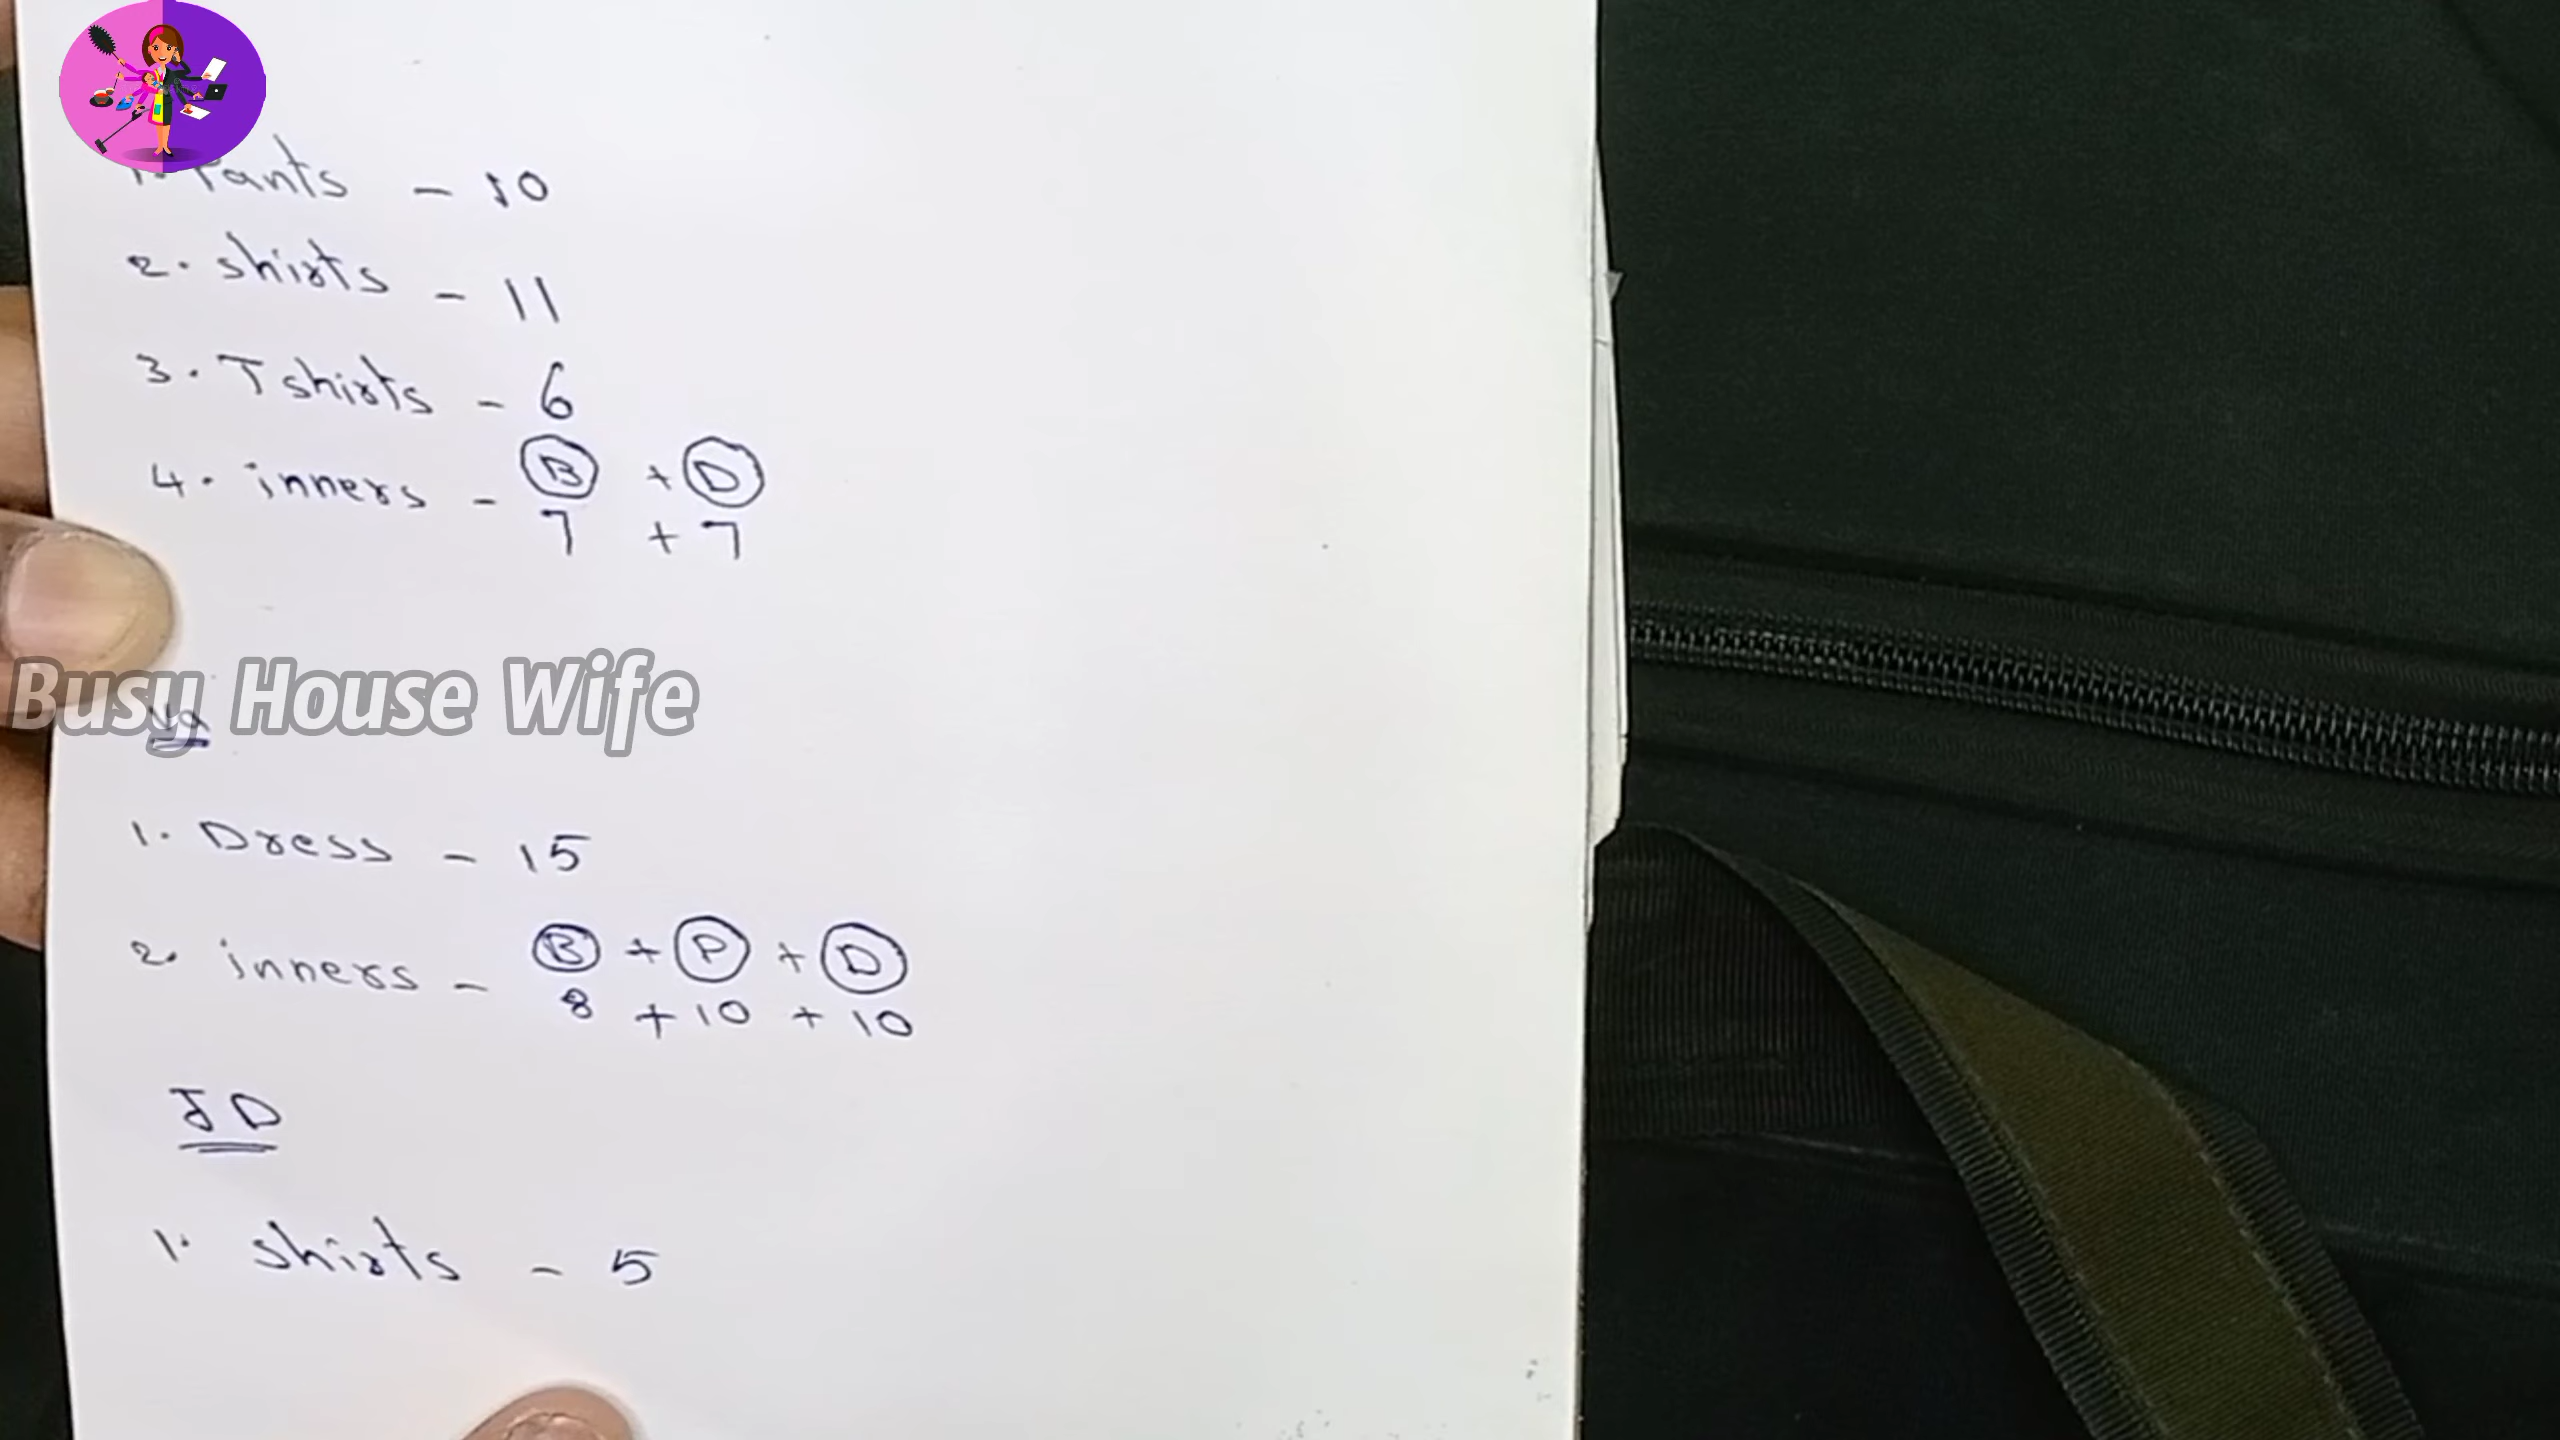 1. Pants - 10
2. shirts - 11
3. T shirts - 6
4. inners - B + D
7 + 7
Busy House Wife
1. Dress - 15
2. inners - B + P + D
8 + 10 + 10
JD
1. shirts - 5